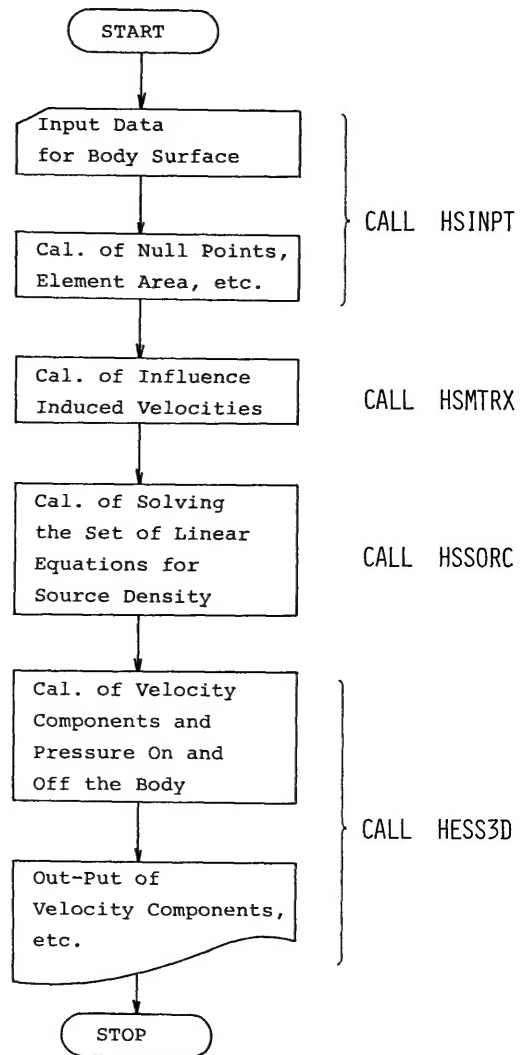 START
Input Data
for Body Surface
Cal. of Null Points,
Element Area, etc.
CALL HSINPT
Cal. of Influence
Induced Velocities
CALL HSMTRX
Cal. of Solving
the Set of Linear
Equations for
Source Density
CALL HSSORC
Cal. of Velocity
Components and
Pressure On and
Off the Body
Out-Put of
Velocity Components,
etc.
CALL HESS3D
STOP